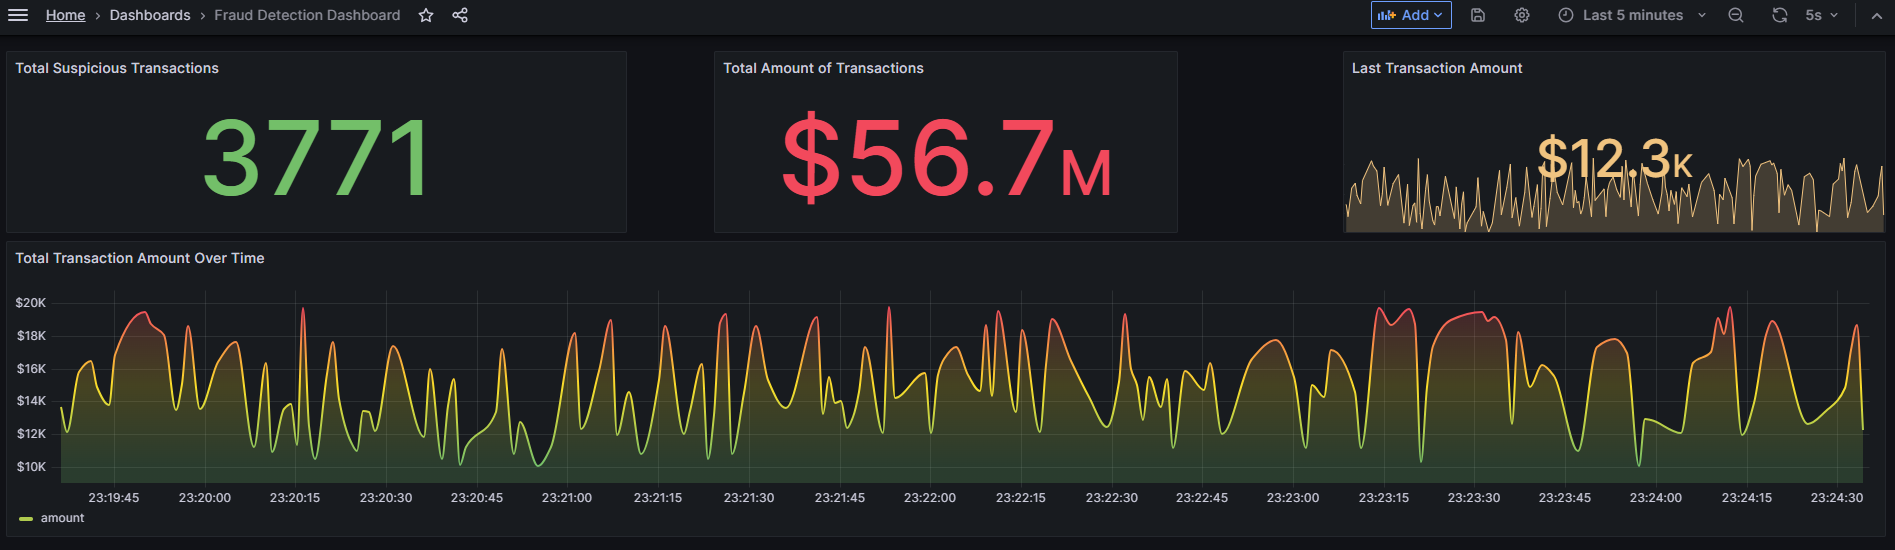 Home > Dashboards > Fraud Detection Dashboard
Add
Last 5 minutes
5s
Total Suspicious Transactions
3771
Total Amount of Transactions
$56.7M
Last Transaction Amount
$12.3K
Total Transaction Amount Over Time
$20K
$18K
$16K
$14K
$12K
$10K
23:19:45 23:20:00 23:20:15 23:20:30 23:20:45 23:21:00 23:21:15 23:21:30 23:21:45 23:22:00 23:22:15 23:22:30 23:22:45 23:23:00 23:23:15 23:23:30 23:23:45 23:24:00 23:24:15 23:24:30
amount